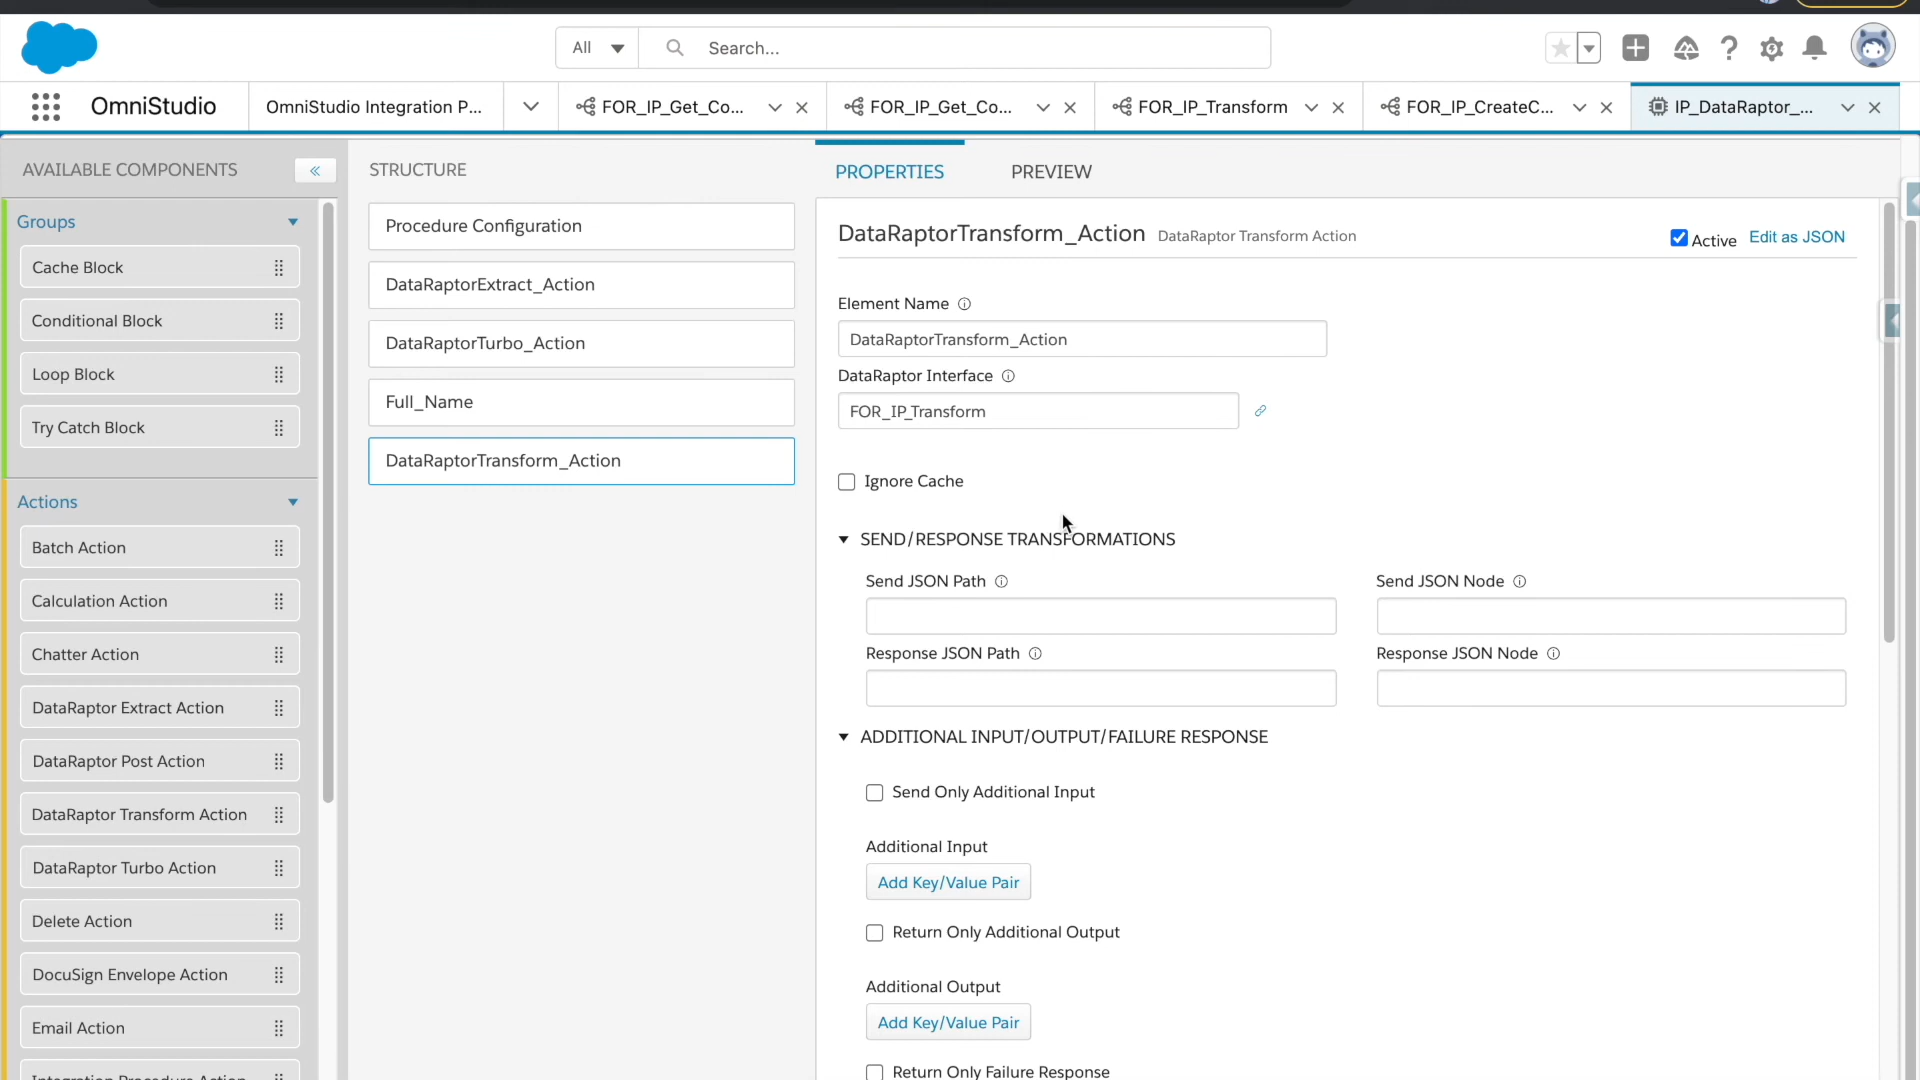 All
Search...
OmniStudio
OmniStudio Integration P...
FOR_IP_Get_Co...
FOR_IP_Get_Co...
FOR_IP_Transform
FOR_IP_CreateC...
IP_DataRaptor_...
AVAILABLE COMPONENTS
Groups
Cache Block
Conditional Block
Loop Block
Try Catch Block
Actions
Batch Action
Calculation Action
Chatter Action
DataRaptor Extract Action
DataRaptor Post Action
DataRaptor Transform Action
DataRaptor Turbo Action
Delete Action
DocuSign Envelope Action
Email Action
Integration Procedure Action
STRUCTURE
Procedure Configuration
DataRaptorExtract_Action
DataRaptorTurbo_Action
Full_Name
DataRaptorTransform_Action
PROPERTIES
PREVIEW
DataRaptorTransform_Action DataRaptor Transform Action
Active Edit as JSON
Element Name
DataRaptorTransform_Action
DataRaptor Interface
FOR_IP_Transform
Ignore Cache
SEND/RESPONSE TRANSFORMATIONS
Send JSON Path
Send JSON Node
Response JSON Path
Response JSON Node
ADDITIONAL INPUT/OUTPUT/FAILURE RESPONSE
Send Only Additional Input
Additional Input
Add Key/Value Pair
Return Only Additional Output
Additional Output
Add Key/Value Pair
Return Only Failure Response